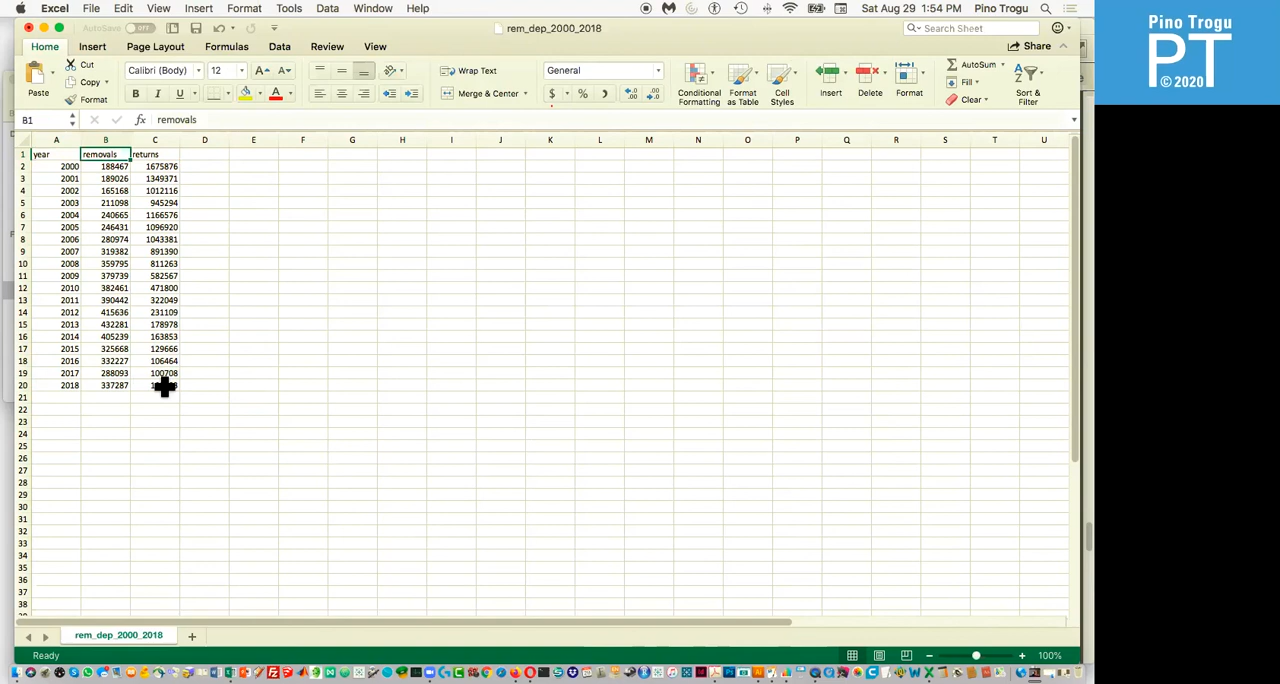 Excel File Edit View Insert Format Tools Data Window Help Sat Aug 29 1:54 PM Pino Trogu
AutoSave OFF rem_dep_2000_2018 Search Sheet
Home Insert Page Layout Formulas Data Review View Share
Paste Cut Copy Format Calibri (Body) 12 Wrap Text General Conditional Formatting Format as Table Cell Styles Insert Delete Format AutoSum Fill Clear Sort & Filter
B I U A Merge & Center $ %
B1 fx removals
A B C D E F G H I J K L M N O P Q R S T U
1 year removals returns
2 2000 188467 1675876
3 2001 189026 1349371
4 2002 165168 1012116
5 2003 211098 945294
6 2004 240665 1166576
7 2005 246431 1096920
8 2006 280974 1043381
9 2007 319382 891390
10 2008 359795 811263
11 2009 379739 582567
12 2010 382461 471800
13 2011 390442 322049
14 2012 415636 231109
15 2013 432281 178978
16 2014 405239 163853
17 2015 325668 129666
18 2016 332227 106464
19 2017 288093 100708
20 2018 337287
21
22
23
24
25
26
27
28
29
30
31
32
33
34
35
36
37
38
rem_dep_2000_2018
Ready 100%
Pino Trogu
PT
©2020